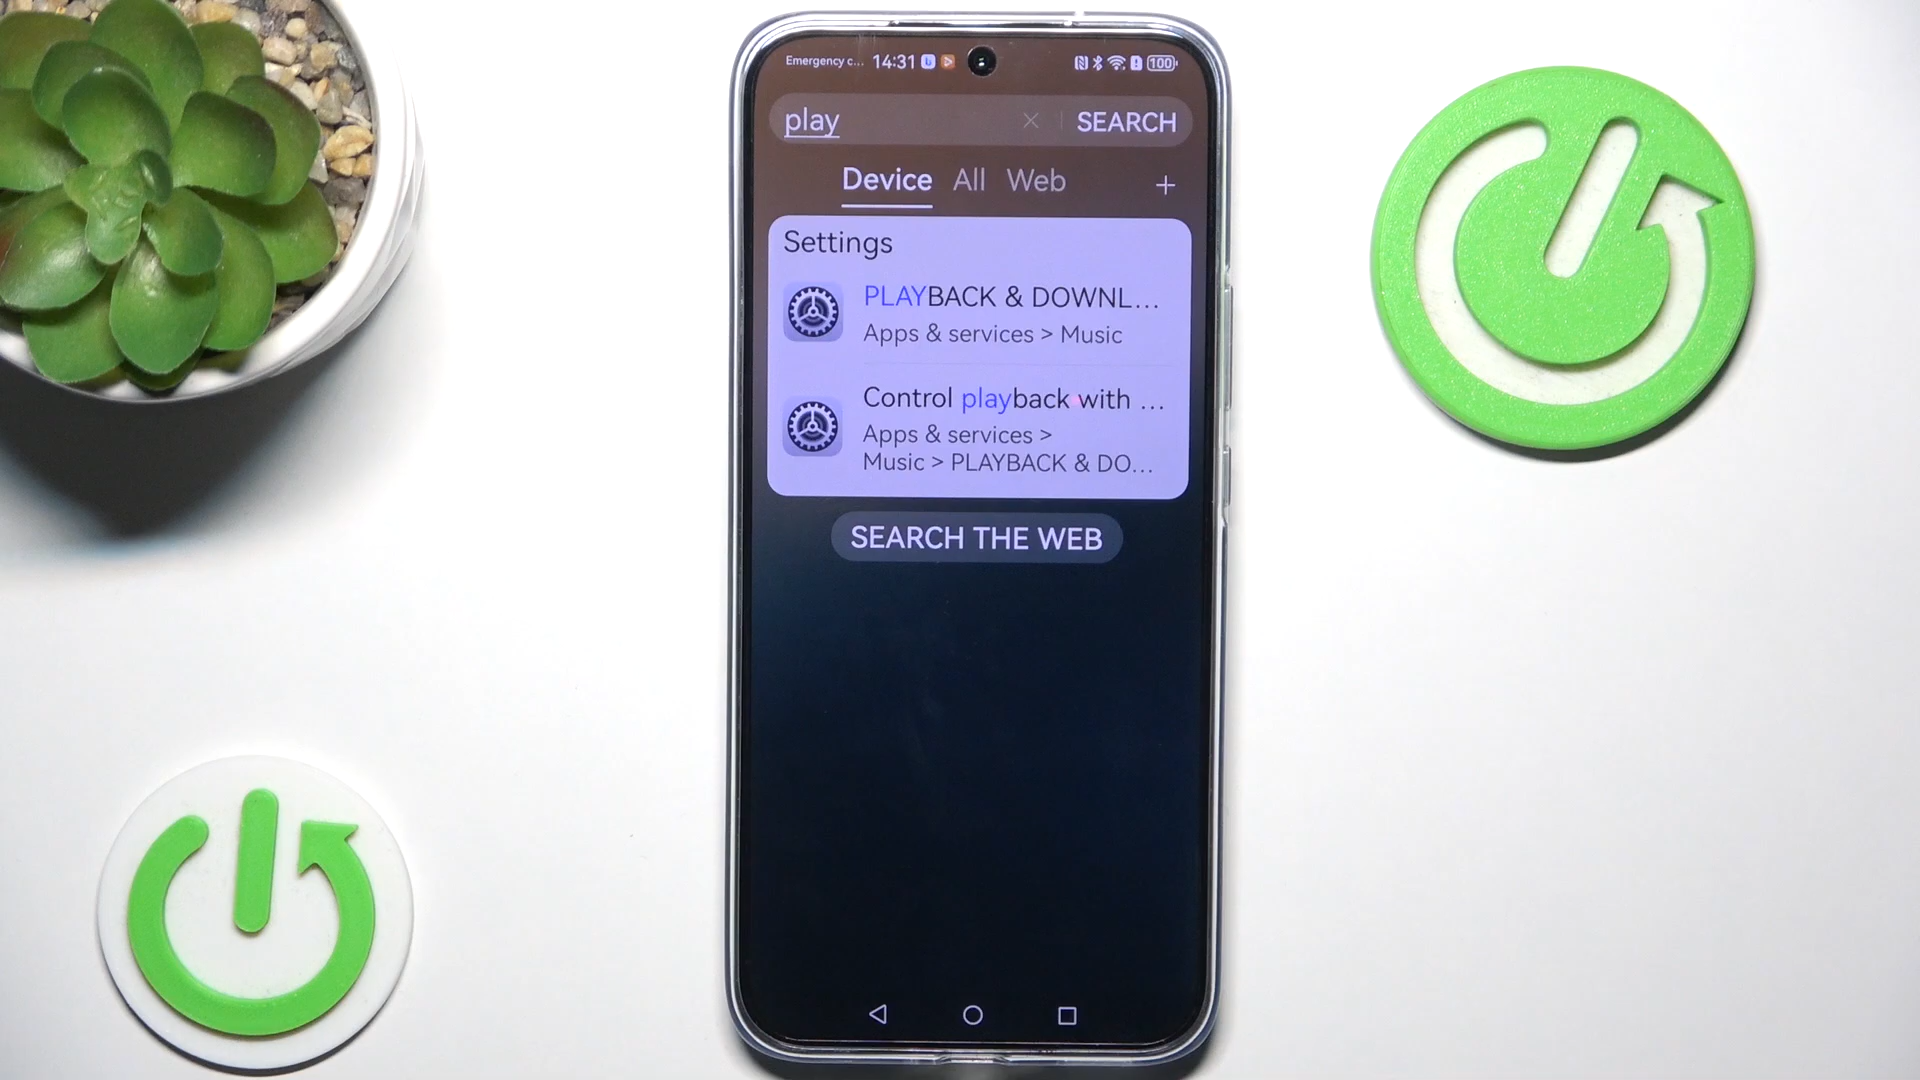 Emergency c... 14:31 100
play SEARCH
Device All Web
Settings
PLAYBACK & DOWNL...
Apps & services > Music
Control playback with ...
Apps & services >
Music > PLAYBACK & DO...
SEARCH THE WEB